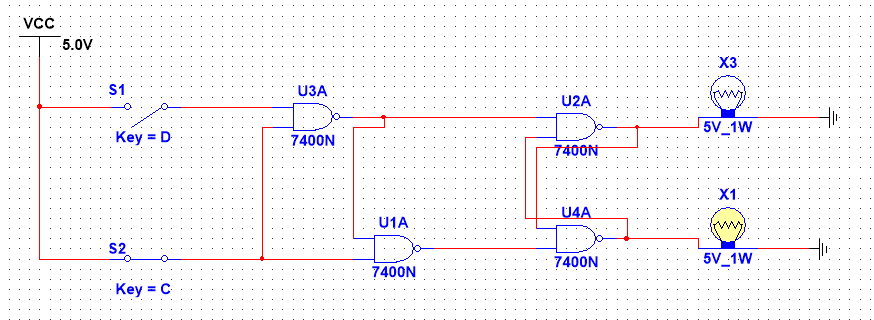 VCC
5.0V
S1
Key = D
U3A
7400N
U2A
7400N
X3
5V_1W
S2
Key = C
U1A
7400N
U4A
7400N
X1
5V_1W